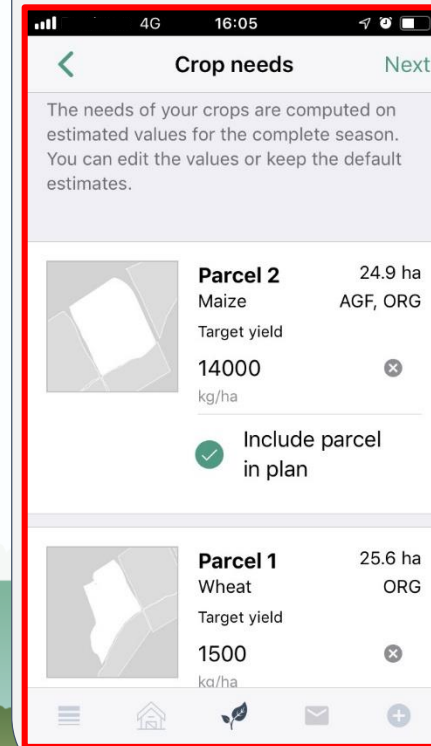 4G 16:05
Crop needs Next
The needs of your crops are computed on
estimated values for the complete season.
You can edit the values or keep the default
estimates.
Parcel 2 24.9 ha
Maize AGF, ORG
Target yield
14000
kg/ha
Include parcel
in plan
Parcel 1 25.6 ha
Wheat ORG
Target yield
1500
kg/ha